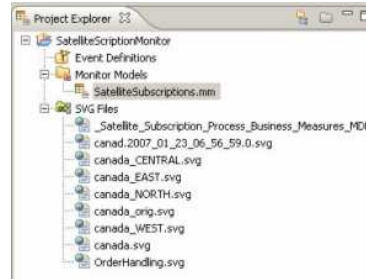 Project Explorer
SatelliteScriptionMonitor
Event Definitions
Monitor Models
SatelliteSubscriptions.mm
SVG Files
_Satellite_Subscription_Process_Business_Measures_MD
canad.2007_01_23_06_56_59.0.svg
canada_CENTRAL.svg
canada_EAST.svg
canada_NORTH.svg
canada_orig.svg
canada_WEST.svg
canada.svg
OrderHandling.svg